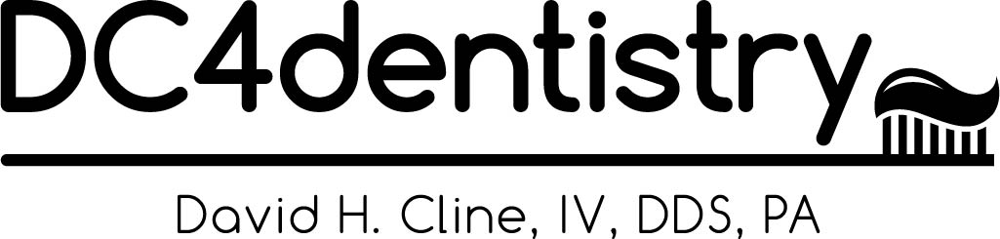 DC4dentistry
David H. Cline, IV, DDS, PA